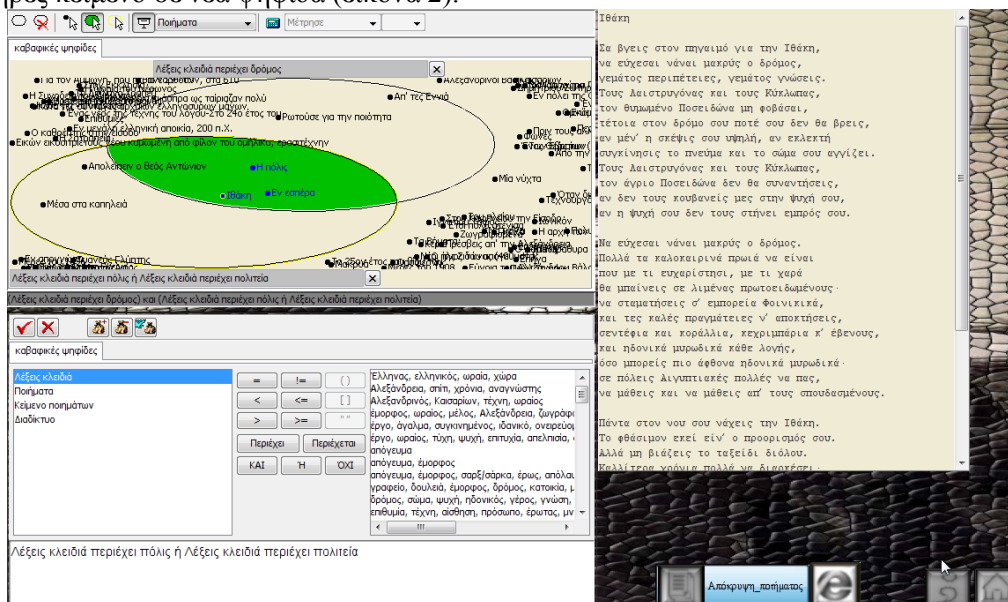 Ποιήματα
Μέτρησε
καβαφικές ψηφίδες
Λέξεις κλειδιά περιέχει δρόμος
Απ' τες Εννιά
Ρωτούσε για την ποιότητα
Εν μεγάλη ελληνική αποικία, 200 π.Χ.
Απολείπειν ο θεός Αντώνιον
Η πόλις
Μία νύχτα
Ιθάκη
Εν εσπέρα
Μέσα στα καπηλειά
Λέξεις κλειδιά περιέχει πόλις ή Λέξεις κλειδιά περιέχει πολιτεία
(Λέξεις κλειδιά περιέχει δρόμος) και (Λέξεις κλειδιά περιέχει πόλις ή Λέξεις κλειδιά περιέχει πολιτεία)
καβαφικές ψηφίδες
Λέξεις κλειδιά
Ποιήματα
Κείμενο ποιημάτων
Διαδίκτυο
= != ( )
< <= [ ]
> >= " "
Περιέχει Περιέχεται
ΚΑΙ Ή ΌΧΙ
Έλληνας, ελληνικός, ωραία, χώρα
Αλεξάνδρεια, σπίτι, χρόνια, αναγνώστης
Αλεξανδρινός, Καισαρίων, τέχνη, ωραίος
έμορφος, ωραίος, μέλος, Αλεξάνδρεια, ζωγράφ
έργο, άγαλμα, συγκινημένος, ιδανικό, ονειρεύο
έργο, ωραίος, τύχη, ψυχή, επιτυχία, απελπισία,
απόγευμα
απόγευμα, έμορφος
απόγευμα, έμορφος, σαρξ/σάρκα, έρως, απόλαυ
γραφείο, δουλειά, έμορφος, δρόμος, κατοικία,
δρόμος, σώμα, ψυχή, ηδονικός, γέρος, γνώση,
επιθυμία, τέχνη, αίσθηση, πρόσωπο, έρωτας, μν
Λέξεις κλειδιά περιέχει πόλις ή Λέξεις κλειδιά περιέχει πολιτεία
Ιθάκη
Σα βγεις στον πηγαιμό για την Ιθάκη,
να εύχεσαι νάναι μακρύς ο δρόμος,
γεμάτος περιπέτειες, γεμάτος γνώσεις.
Τους Λαιστρυγόνας και τους Κύκλωπας,
τον θυμωμένο Ποσειδώνα μη φοβάσαι,
τέτοια στον δρόμο σου ποτέ σου δεν θα βρεις,
αν μέν' η σκέψις σου υψηλή, αν εκλεκτή
συγκίνησις το πνεύμα και το σώμα σου αγγίζει.
Τους Λαιστρυγόνας και τους Κύκλωπας,
τον άγριο Ποσειδώνα δεν θα συναντήσεις,
αν δεν τους κουβανείς μες στην ψυχή σου,
αν η ψυχή σου δεν τους στήνει εμπρός σου.
Να εύχεσαι νάναι μακρύς ο δρόμος.
Πολλά τα καλοκαιρινά πρωιά να είναι
που με τι ευχαρίστησι, με τι χαρά
θα μπαίνεις σε λιμένας πρωτοειδωμένους·
να σταματήσεις σ' εμπορεία Φοινικικά,
και τες καλές πραγμάτειες ν' αποκτήσεις,
σεντέφια και κοράλλια, κεχριμπάρια κ' έβενους,
και ηδονικά μυρωδικά κάθε λογής,
όσο μπορείς πιο άφθονα ηδονικά μυρωδικά·
σε πόλεις Αιγυπτιακές πολλές να πας,
να μάθεις και να μάθεις απ' τους σπουδασμένους.
Πάντα στον νου σου νάχεις την Ιθάκη.
Το φθάσιμον εκεί είν' ο προορισμός σου.
Αλλά μη βιάζεις το ταξείδι διόλου.
Καλλίτερα χρόνια πολλά να διαρκέσει·
Απόκρυψη_ποιήματος